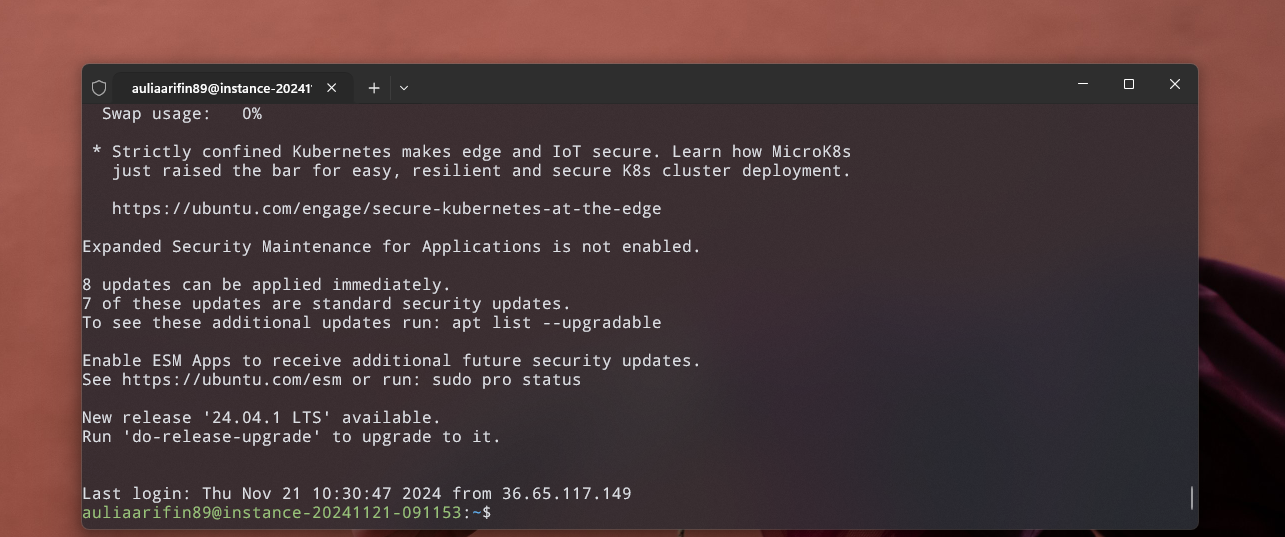 auliaarifin89@instance-20241
Swap usage: 0%
* Strictly confined Kubernetes makes edge and IoT secure. Learn how MicroK8s
just raised the bar for easy, resilient and secure K8s cluster deployment.
https://ubuntu.com/engage/secure-kubernetes-at-the-edge
Expanded Security Maintenance for Applications is not enabled.
8 updates can be applied immediately.
7 of these updates are standard security updates.
To see these additional updates run: apt list --upgradable
Enable ESM Apps to receive additional future security updates.
See https://ubuntu.com/esm or run: sudo pro status
New release '24.04.1 LTS' available.
Run 'do-release-upgrade' to upgrade to it.
Last login: Thu Nov 21 10:30:47 2024 from 36.65.117.149
auliaarifin89@instance-20241121-091153:~$